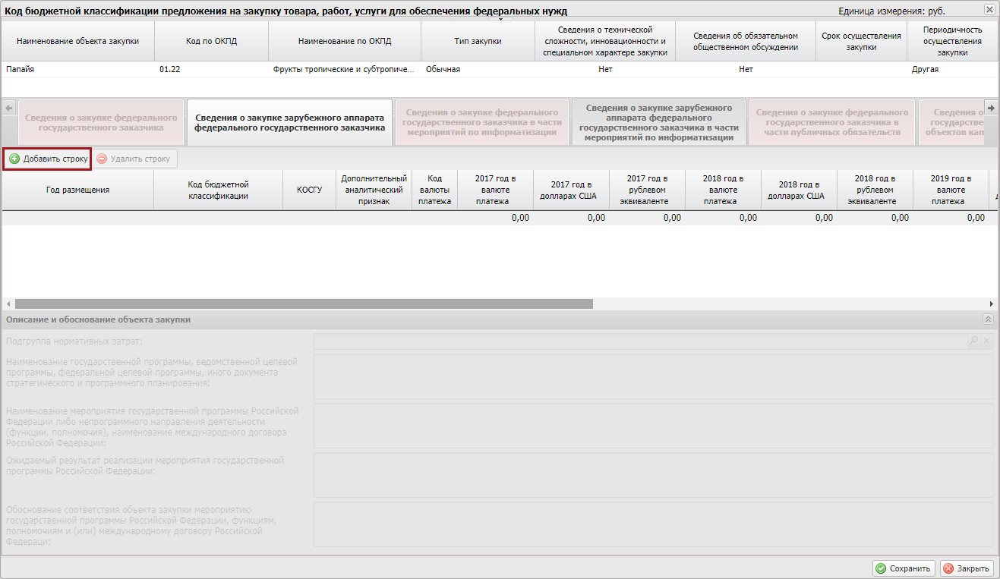 Код бюджетной классификации предложения на закупку товара, работ, услуги для обеспечения федеральных нужд
Единица измерения: руб.
Наименование объекта закупки
Код по ОКПД
Наименование по ОКПД
Тип закупки
Сведения о технической
сложности, инновационности и
специальном характере закупки
Сведения об обязательном
общественном обсуждении
Срок осуществления
закупки
Периодичность
осуществления
закупки
Папайя
01.22
Фрукты тропические и субтропиче...
Обычная
Нет
Нет
Другая
Сведения о закупке федерального
государственного заказчика
Сведения о закупке зарубежного аппарата
федерального государственного заказчика
Сведения о закупке федерального
государственного заказчика в части
мероприятий по информатизации
Сведения о закупке зарубежного
аппарата федерального
государственного заказчика в части
мероприятий по информатизации
Сведения о закупке федерального
государственного заказчика в
части публичных обязательств
Сведения о
государстве
объектов кап
Добавить строку
Удалить строку
Год размещения
Код бюджетной
классификации
КОСГУ
Дополнительный
аналитический
признак
Код
валюты
платежа
2017 год в
валюте
платежа
2017 год в
долларах США
2017 год в
рублевом
эквиваленте
2018 год в
валюте
платежа
2018 год в
долларах США
2018 год в
рублевом
эквиваленте
2019 год в
валюте
платежа
0,00
0,00
0,00
0,00
0,00
0,00
0,00
Описание и обоснование объекта закупки
Подгруппа нормативных затрат:
Наименование государственной программы, ведомственной целевой
программы, федеральной целевой программы, иного документа
стратегического и программного планирования:
Наименование мероприятия государственной программы Российской
Федерации либо непрограммного направления деятельности
(функции, полномочия), наименование международного договора
Российской Федерации:
Ожидаемый результат реализации мероприятия государственной
программы Российской Федерации:
Обоснование соответствия объекта закупки мероприятию
государственной программы Российской Федерации, функциям,
полномочиям и (или) международному договору Российской
Федераци:
Сохранить
Закрыть